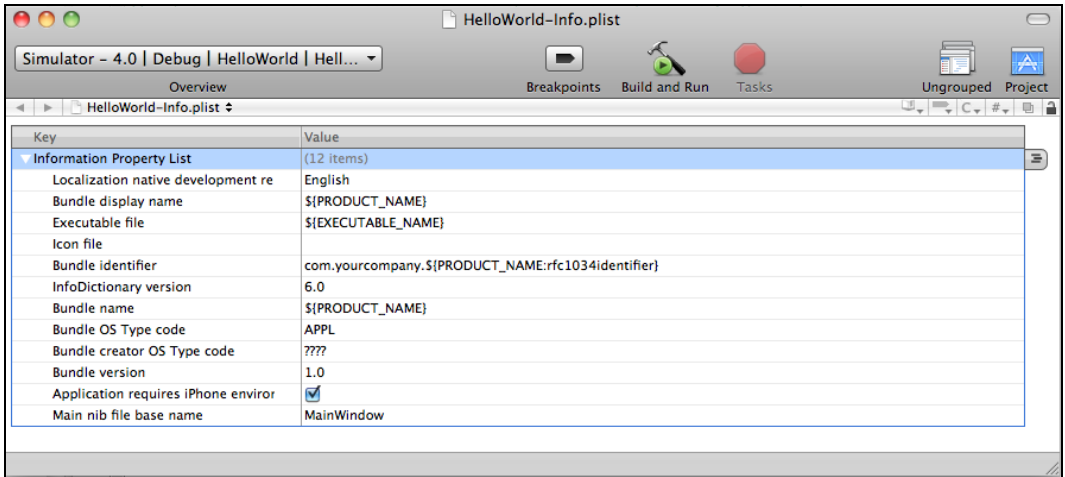 HelloWorld-Info.plist
Simulator - 4.0 | Debug | HelloWorld | Hell...
Overview
Breakpoints
Build and Run
Tasks
Ungrouped
Project
HelloWorld-Info.plist
C
#
Key Value
Information Property List (12 items)
Localization native development re English
Bundle display name ${PRODUCT_NAME}
Executable file ${EXECUTABLE_NAME}
Icon file
Bundle identifier com.yourcompany.${PRODUCT_NAME:rfc1034identifier}
InfoDictionary version 6.0
Bundle name ${PRODUCT_NAME}
Bundle OS Type code APPL
Bundle creator OS Type code ????
Bundle version 1.0
Application requires iPhone enviror
Main nib file base name MainWindow